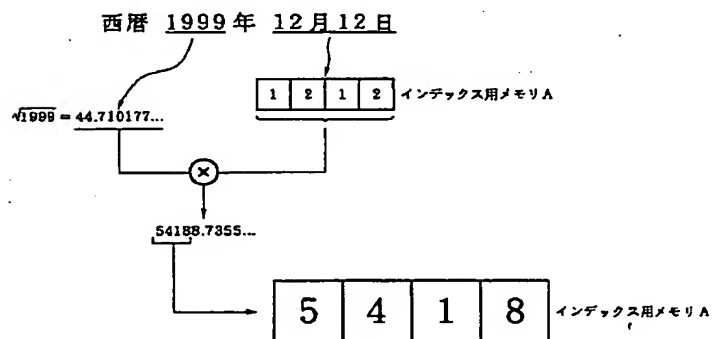 西暦 1999年 12月12日
1 2 1 2 インデックス用メモリA
√1999 = 44.710177...
×
54188.7355...
5 4 1 8 インデックス用メモリA